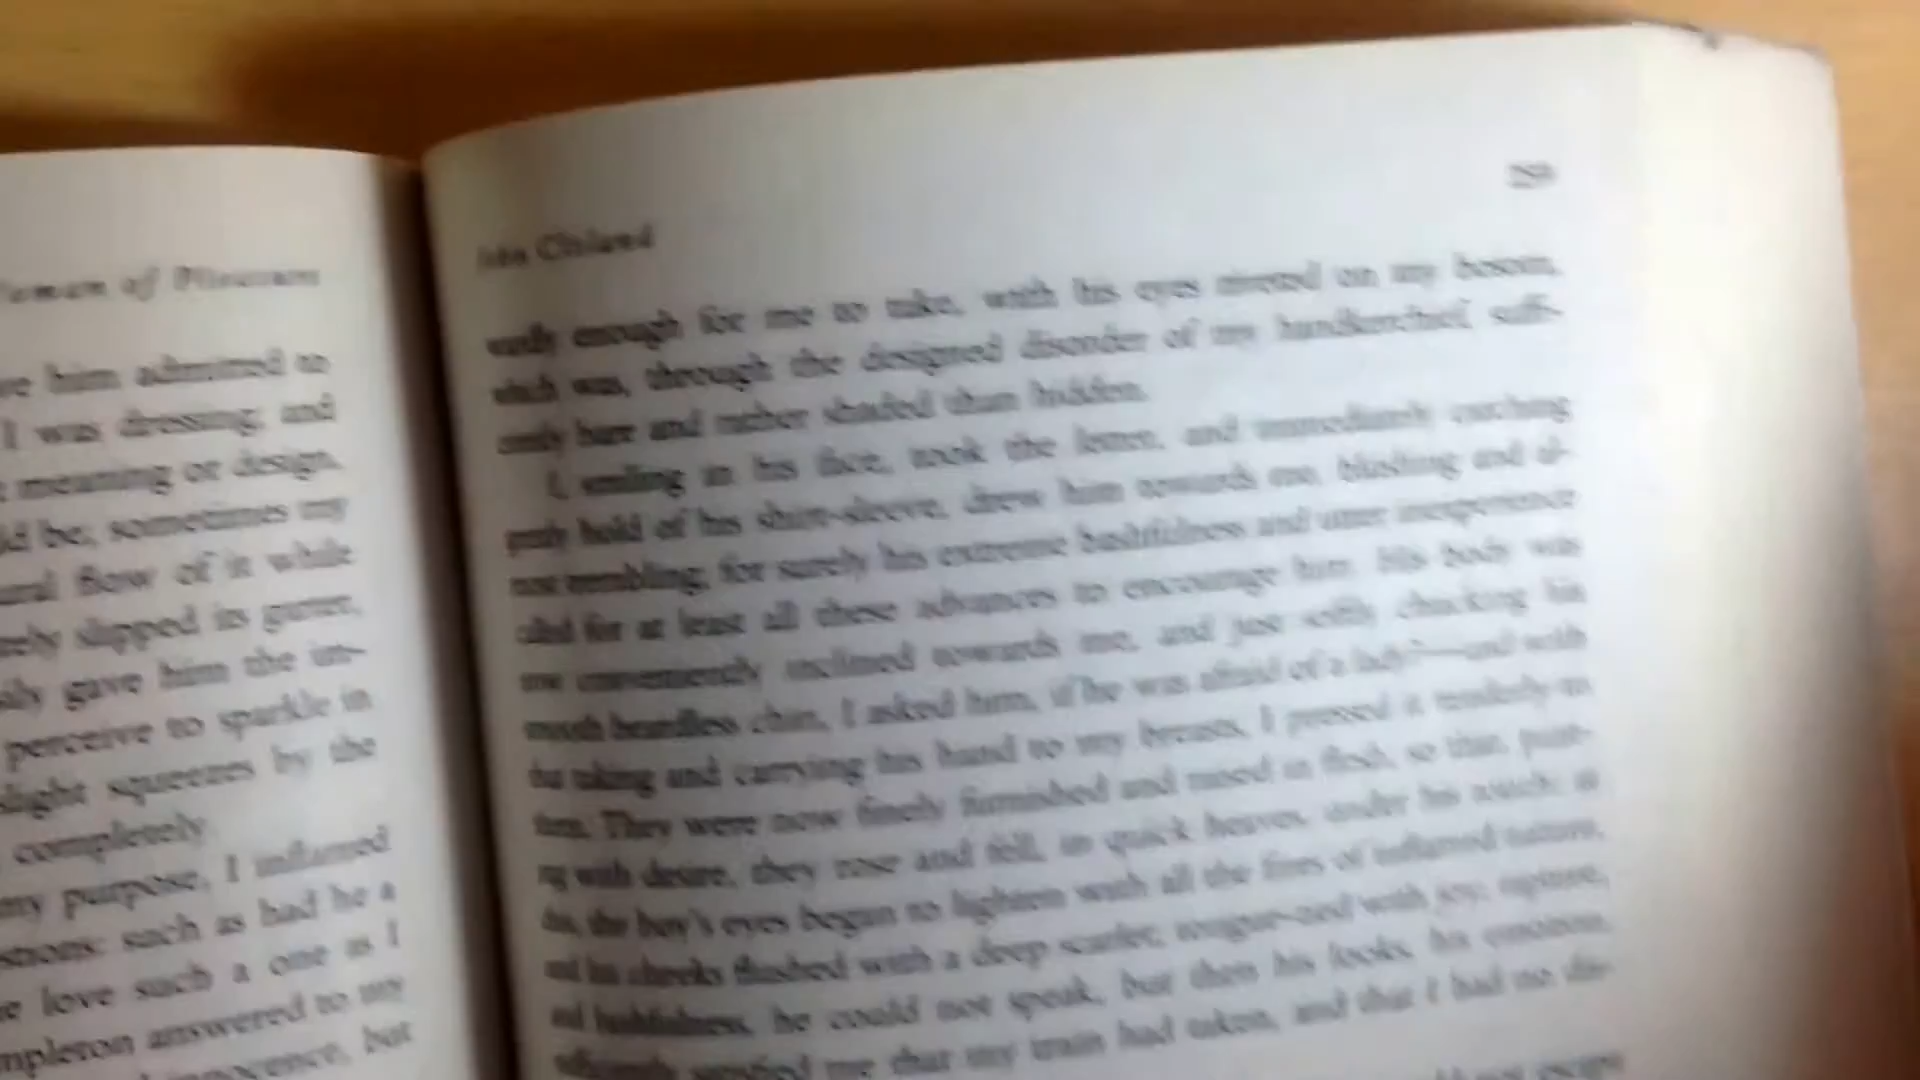 Woman of Pleasure
him admitted to
I was dressing; and
meaning or design,
be; sometimes my
flow of it while
slipped its garter,
gave him the im-
perceive to sparkle in
slight squeezes by the
completely.
my purpose, I inflamed
such as had he a
love such a one as I
answered to my
but
John Cleland
enough for me to take, with his eyes riveted on my bosom,
which was, through the designed disorder of my handkerchief, suffi-
bare and rather shaded than hidden.
I, smiling in his face, took the letter, and immediately catching
hold of his shirt-sleeve, drew him towards me, blushing and al-
most trembling; for surely his extreme bashfulness and utter inexperience
called for at least all these advances to encourage him. His body was
now conveniently inclined towards me, and just softly chucking his
smooth beardless chin, I asked him, if he was afraid of a lady?—and with
that taking and carrying his hand to my breasts, I pressed it tenderly to
them. They were now finely furnished and raised in flesh, so that, pant-
ing with desire, they rose and fell, in quick heaves, under his touch: at
this, the boy's eyes began to lighten with all the fires of inflamed nature,
and his cheeks flushed with a deep scarlet; tongue-tied with joy, rapture,
and bashfulness, he could not speak, but then his looks, his emotion,
satisfied me that my train had taken, and that I had no dis-
not escape